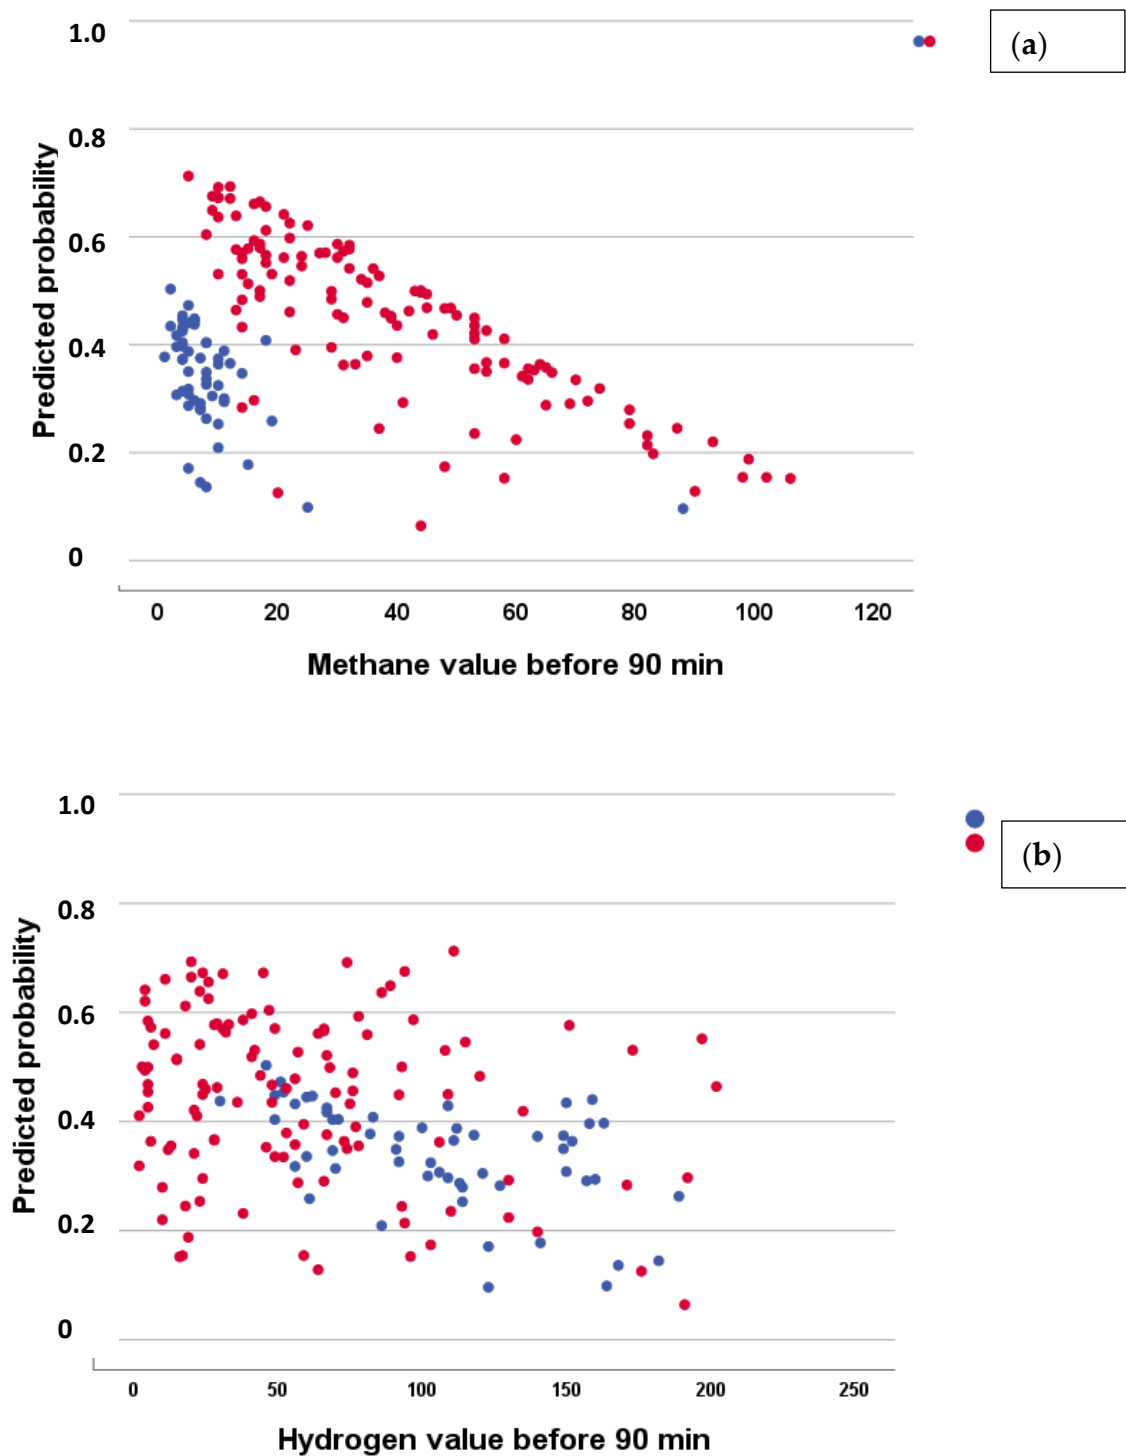 (a)
1.0
0.8
0.6
0.4
0.2
0
Predicted probability
0 20 40 60 80 100 120
Methane value before 90 min
(b)
1.0
0.8
0.6
0.4
0.2
0
Predicted probability
0 50 100 150 200 250
Hydrogen value before 90 min